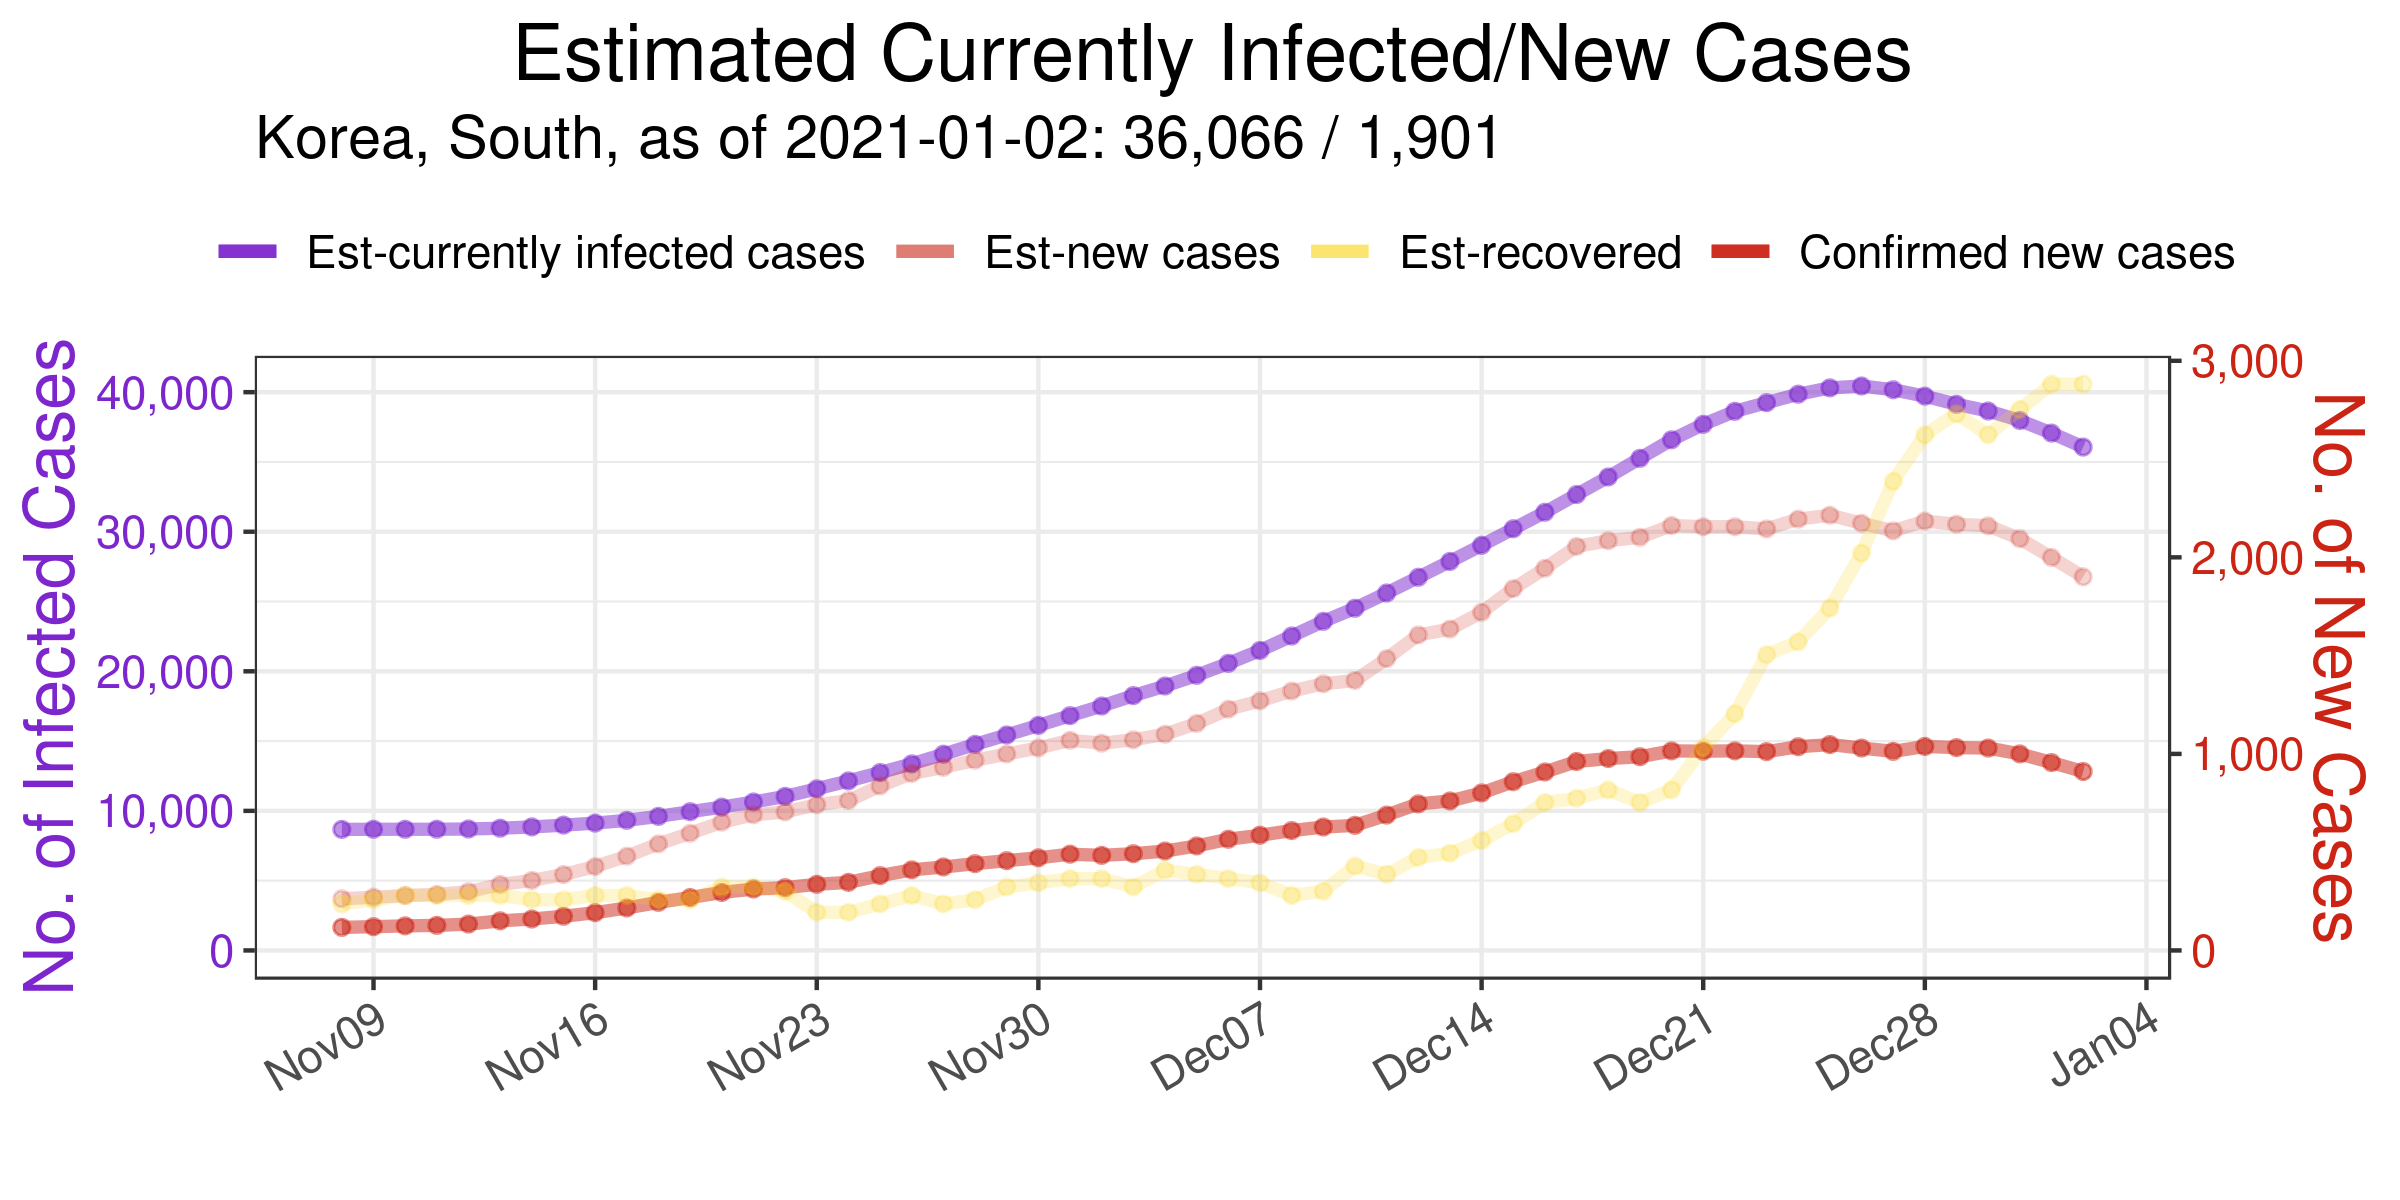 Estimated Currently Infected/New Cases
Korea, South, as of 2021-01-02: 36,066 / 1,901
Est-currently infected cases
Est-new cases
Est-recovered
Confirmed new cases
No. of Infected Cases
40,000
30,000
20,000
10,000
0
3,000
2,000
1,000
0
No. of New Cases
Nov09
Nov16
Nov23
Nov30
Dec07
Dec14
Dec21
Dec28
Jan04